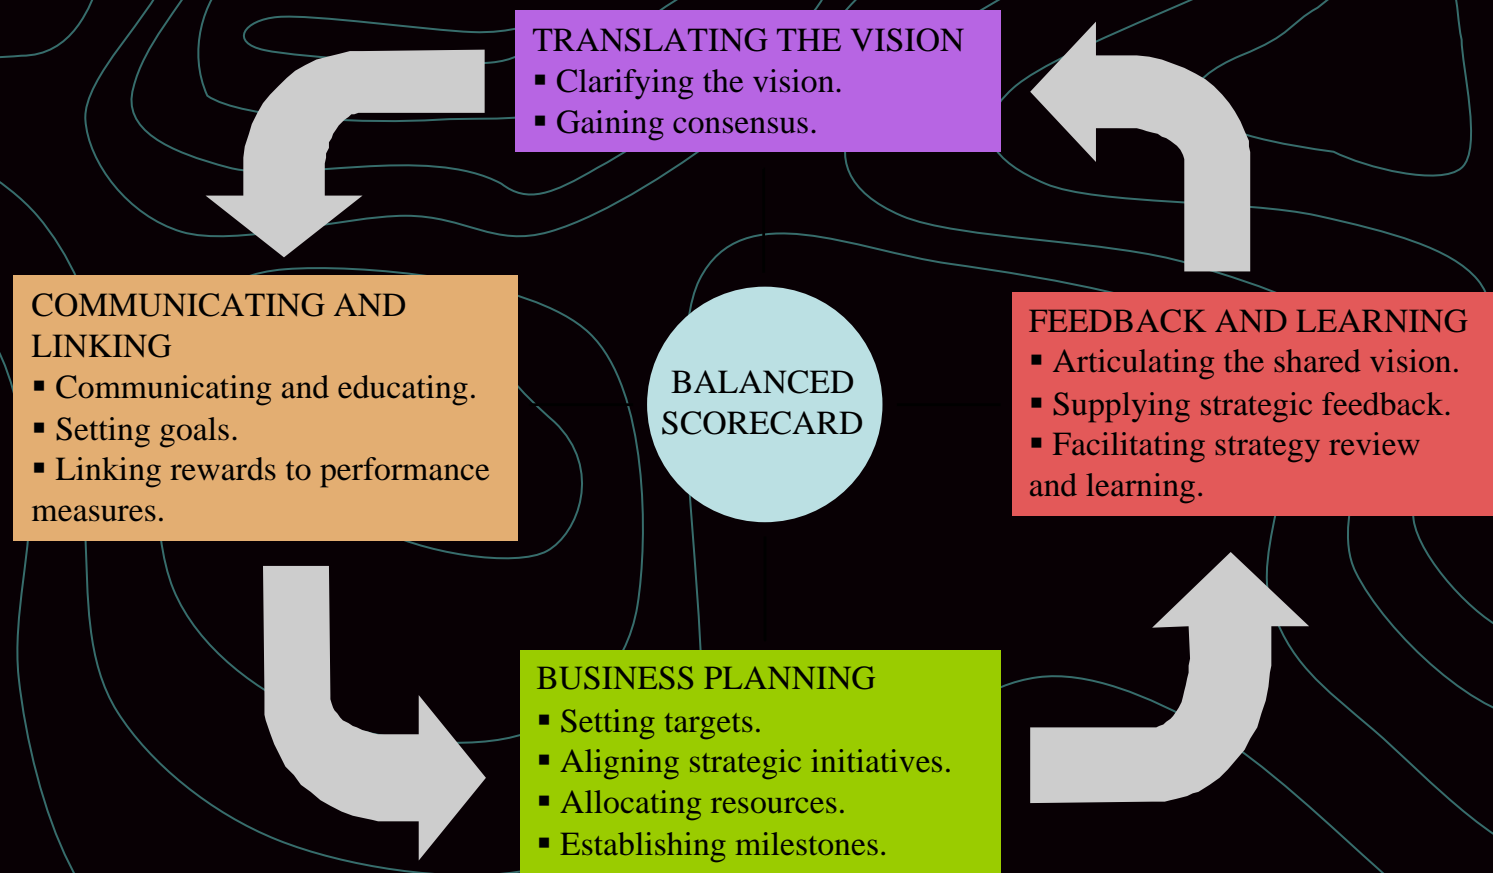 TRANSLATING THE VISION
▪ Clarifying the vision.
▪ Gaining consensus.
COMMUNICATING AND
LINKING
▪ Communicating and educating.
▪ Setting goals.
▪ Linking rewards to performance
measures.
BALANCED
SCORECARD
FEEDBACK AND LEARNING
▪ Articulating the shared vision.
▪ Supplying strategic feedback.
▪ Facilitating strategy review
and learning.
BUSINESS PLANNING
▪ Setting targets.
▪ Aligning strategic initiatives.
▪ Allocating resources.
▪ Establishing milestones.